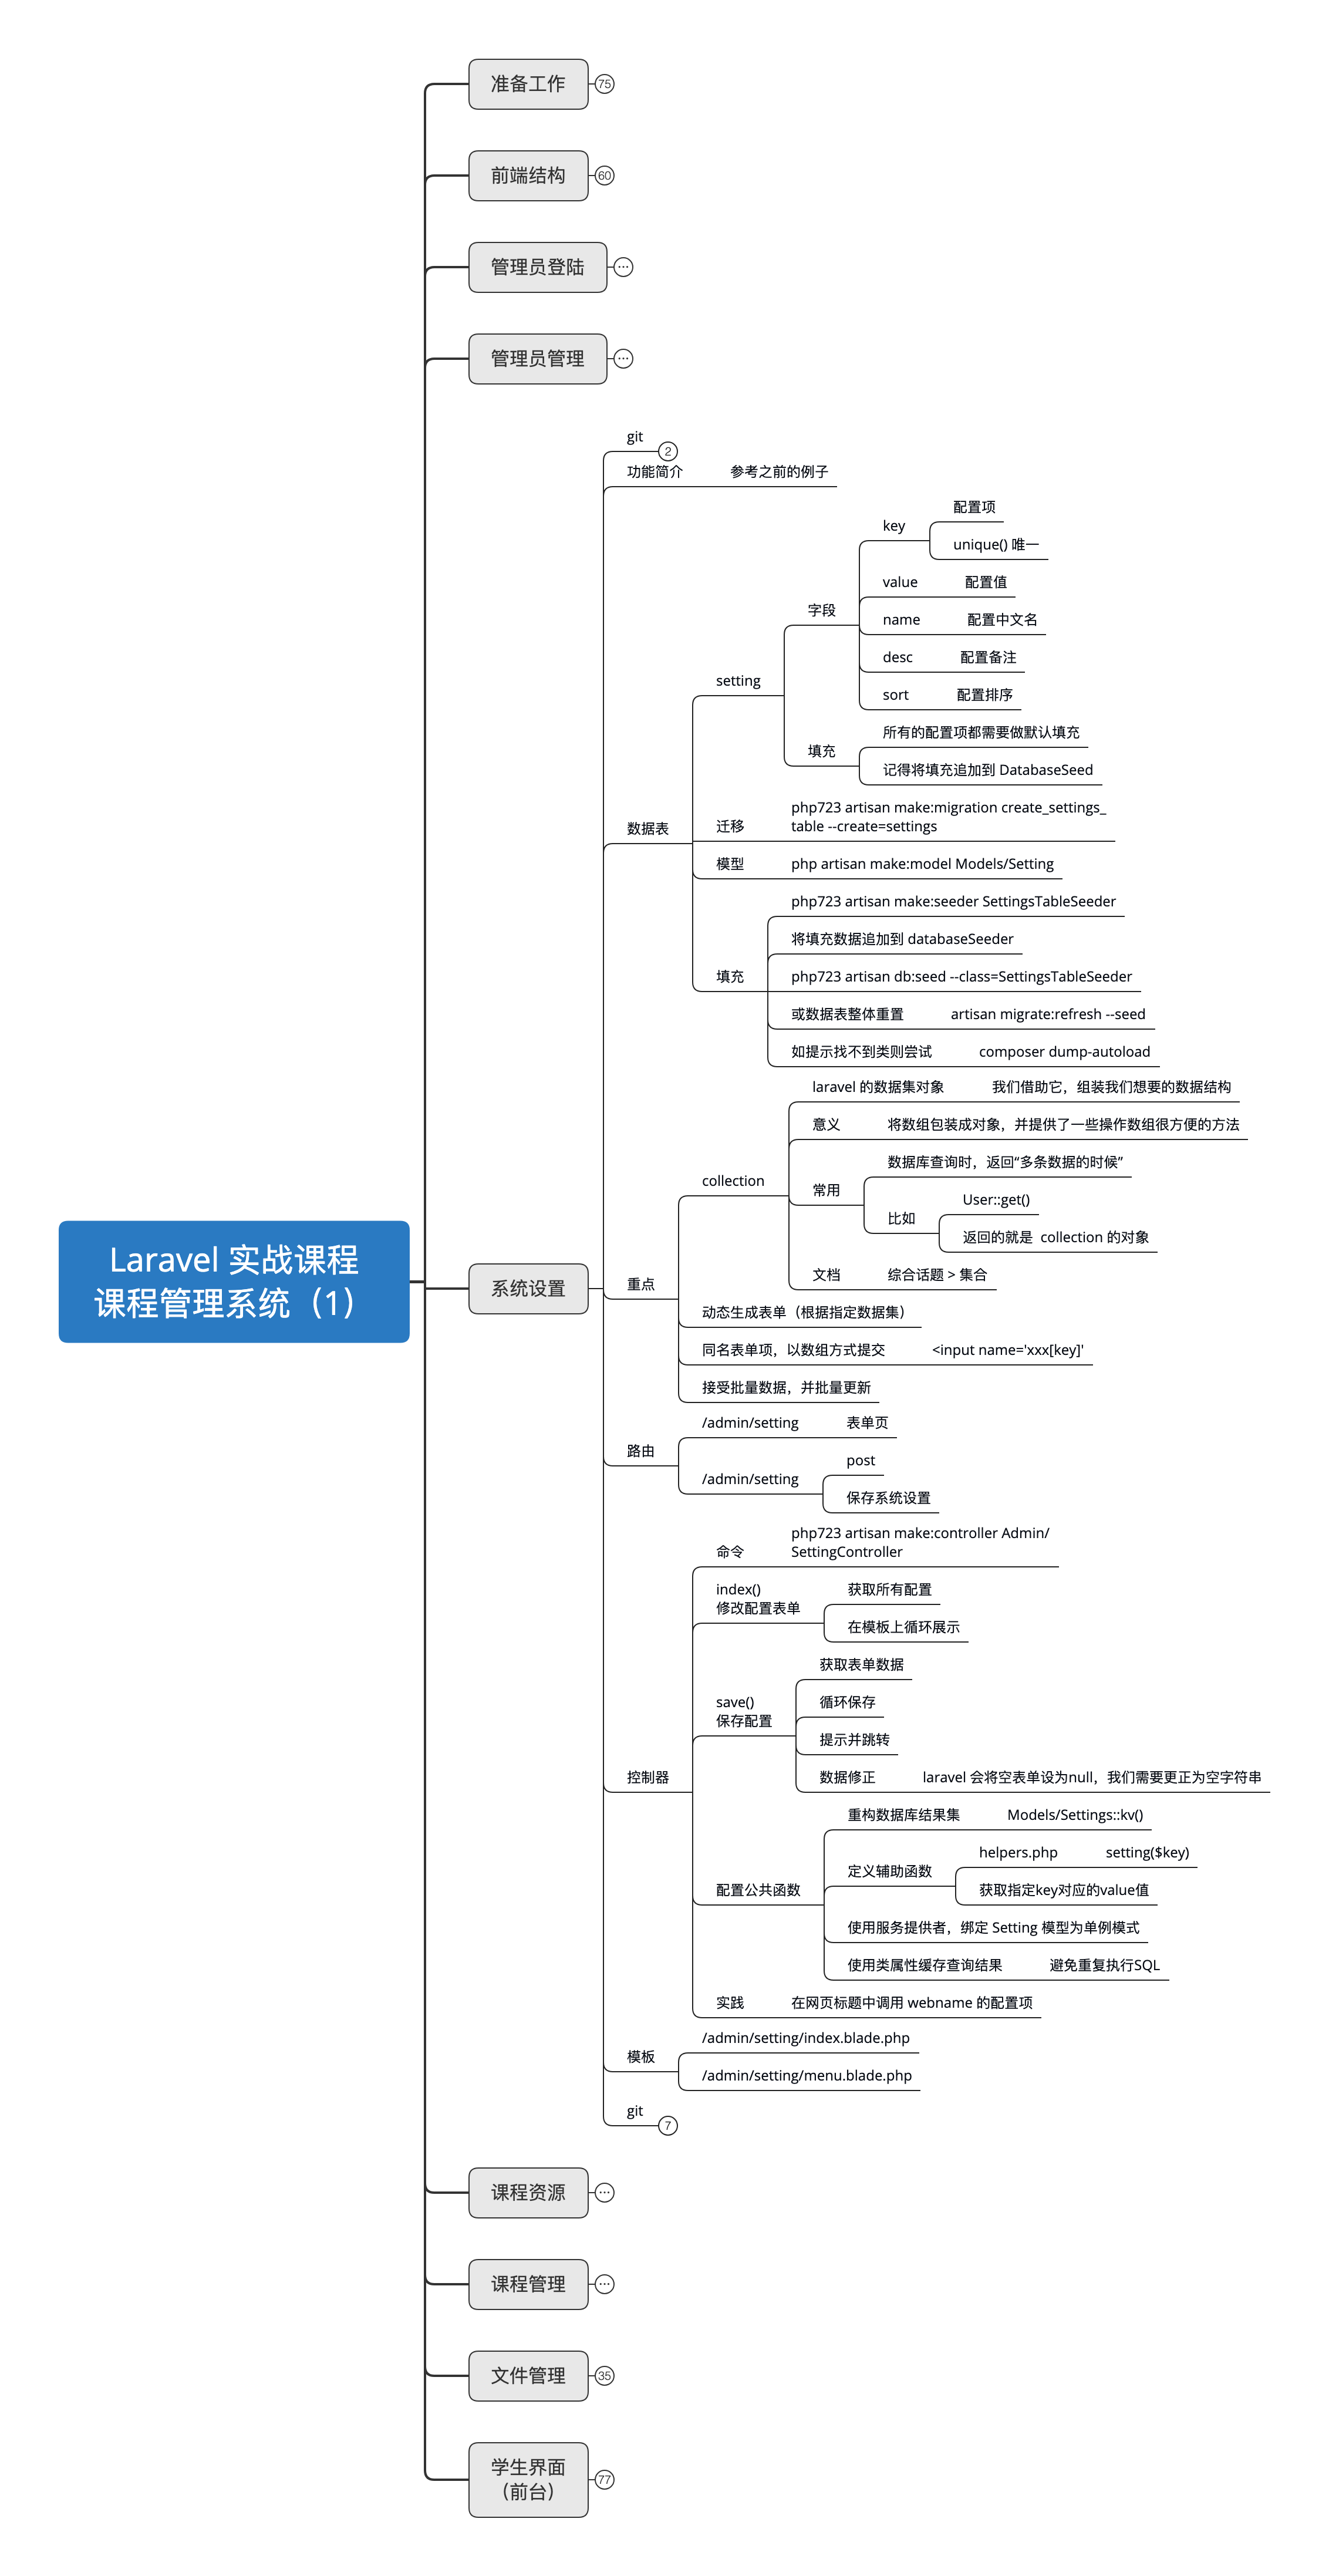 准备工作
75
前端结构
60
管理员登陆
...
管理员管理
...
git
2
功能简介
参考之前的例子
配置项
key
unique() 唯一
value
配置值
字段
name
配置中文名
desc
配置备注
setting
sort
配置排序
所有的配置项都需要做默认填充
填充
记得将填充追加到 DatabaseSeed
数据表
迁移
php723 artisan make:migration create_settings_
table --create=settings
模型
php artisan make:model Models/Setting
php723 artisan make:seeder SettingsTableSeeder
将填充数据追加到 databaseSeeder
填充
php723 artisan db:seed --class=SettingsTableSeeder
或数据表整体重置
artisan migrate:refresh --seed
如提示找不到类则尝试
composer dump-autoload
laravel 的数据集对象
我们借助它，组装我们想要的数据结构
意义
将数组包装成对象，并提供了一些操作数组很方便的方法
collection
数据库查询时，返回“多条数据的时候”
常用
比如
User::get()
返回的就是 collection 的对象
文档
综合话题 > 集合
Laravel 实战课程
课程管理系统（1）
系统设置
重点
动态生成表单（根据指定数据集）
同名表单项，以数组方式提交
<input name='xxx[key]'
接受批量数据，并批量更新
/admin/setting
表单页
路由
/admin/setting
post
保存系统设置
命令
php723 artisan make:controller Admin/
SettingController
index()
修改配置表单
获取所有配置
在模板上循环展示
获取表单数据
save()
保存配置
循环保存
提示并跳转
控制器
数据修正
laravel 会将空表单设为null，我们需要更正为空字符串
重构数据库结果集
Models/Settings::kv()
定义辅助函数
helpers.php
setting($key)
配置公共函数
获取指定key对应的value值
使用服务提供者，绑定 Setting 模型为单例模式
使用类属性缓存查询结果
避免重复执行SQL
实践
在网页标题中调用 webname 的配置项
模板
/admin/setting/index.blade.php
/admin/setting/menu.blade.php
git
7
课程资源
...
课程管理
...
文件管理
35
学生界面
（前台）
77